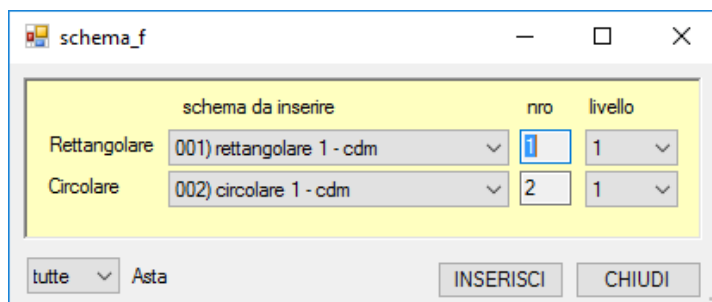 schema_f
schema da inserire nro livello
Rettangolare 001) rettangolare 1 - cdm 1 1
Circolare 002) circolare 1 - cdm 2 1
tutte Asta INSERISCI CHIUDI